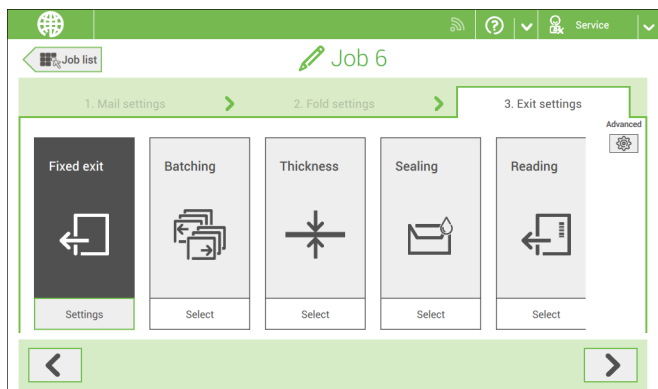 Service
Job list
Job 6
1. Mail settings
2. Fold settings
3. Exit settings
Advanced
Fixed exit
Batching
Thickness
Sealing
Reading
Settings
Select
Select
Select
Select